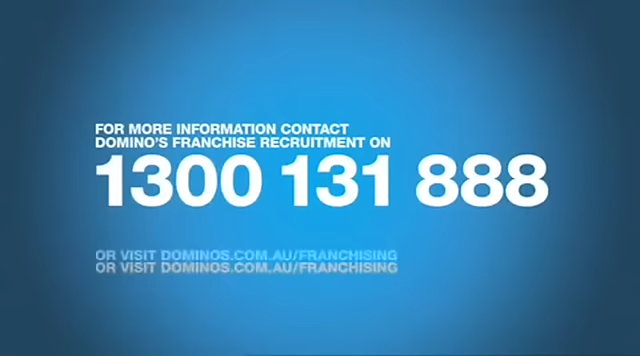 FOR MORE INFORMATION CONTACT
DOMINO'S FRANCHISE RECRUITMENT ON
1300 131 888
OR VISIT DOMINOS.COM.AU/FRANCHISING
OR VISIT DOMINOS.COM.AU/FRANCHISING